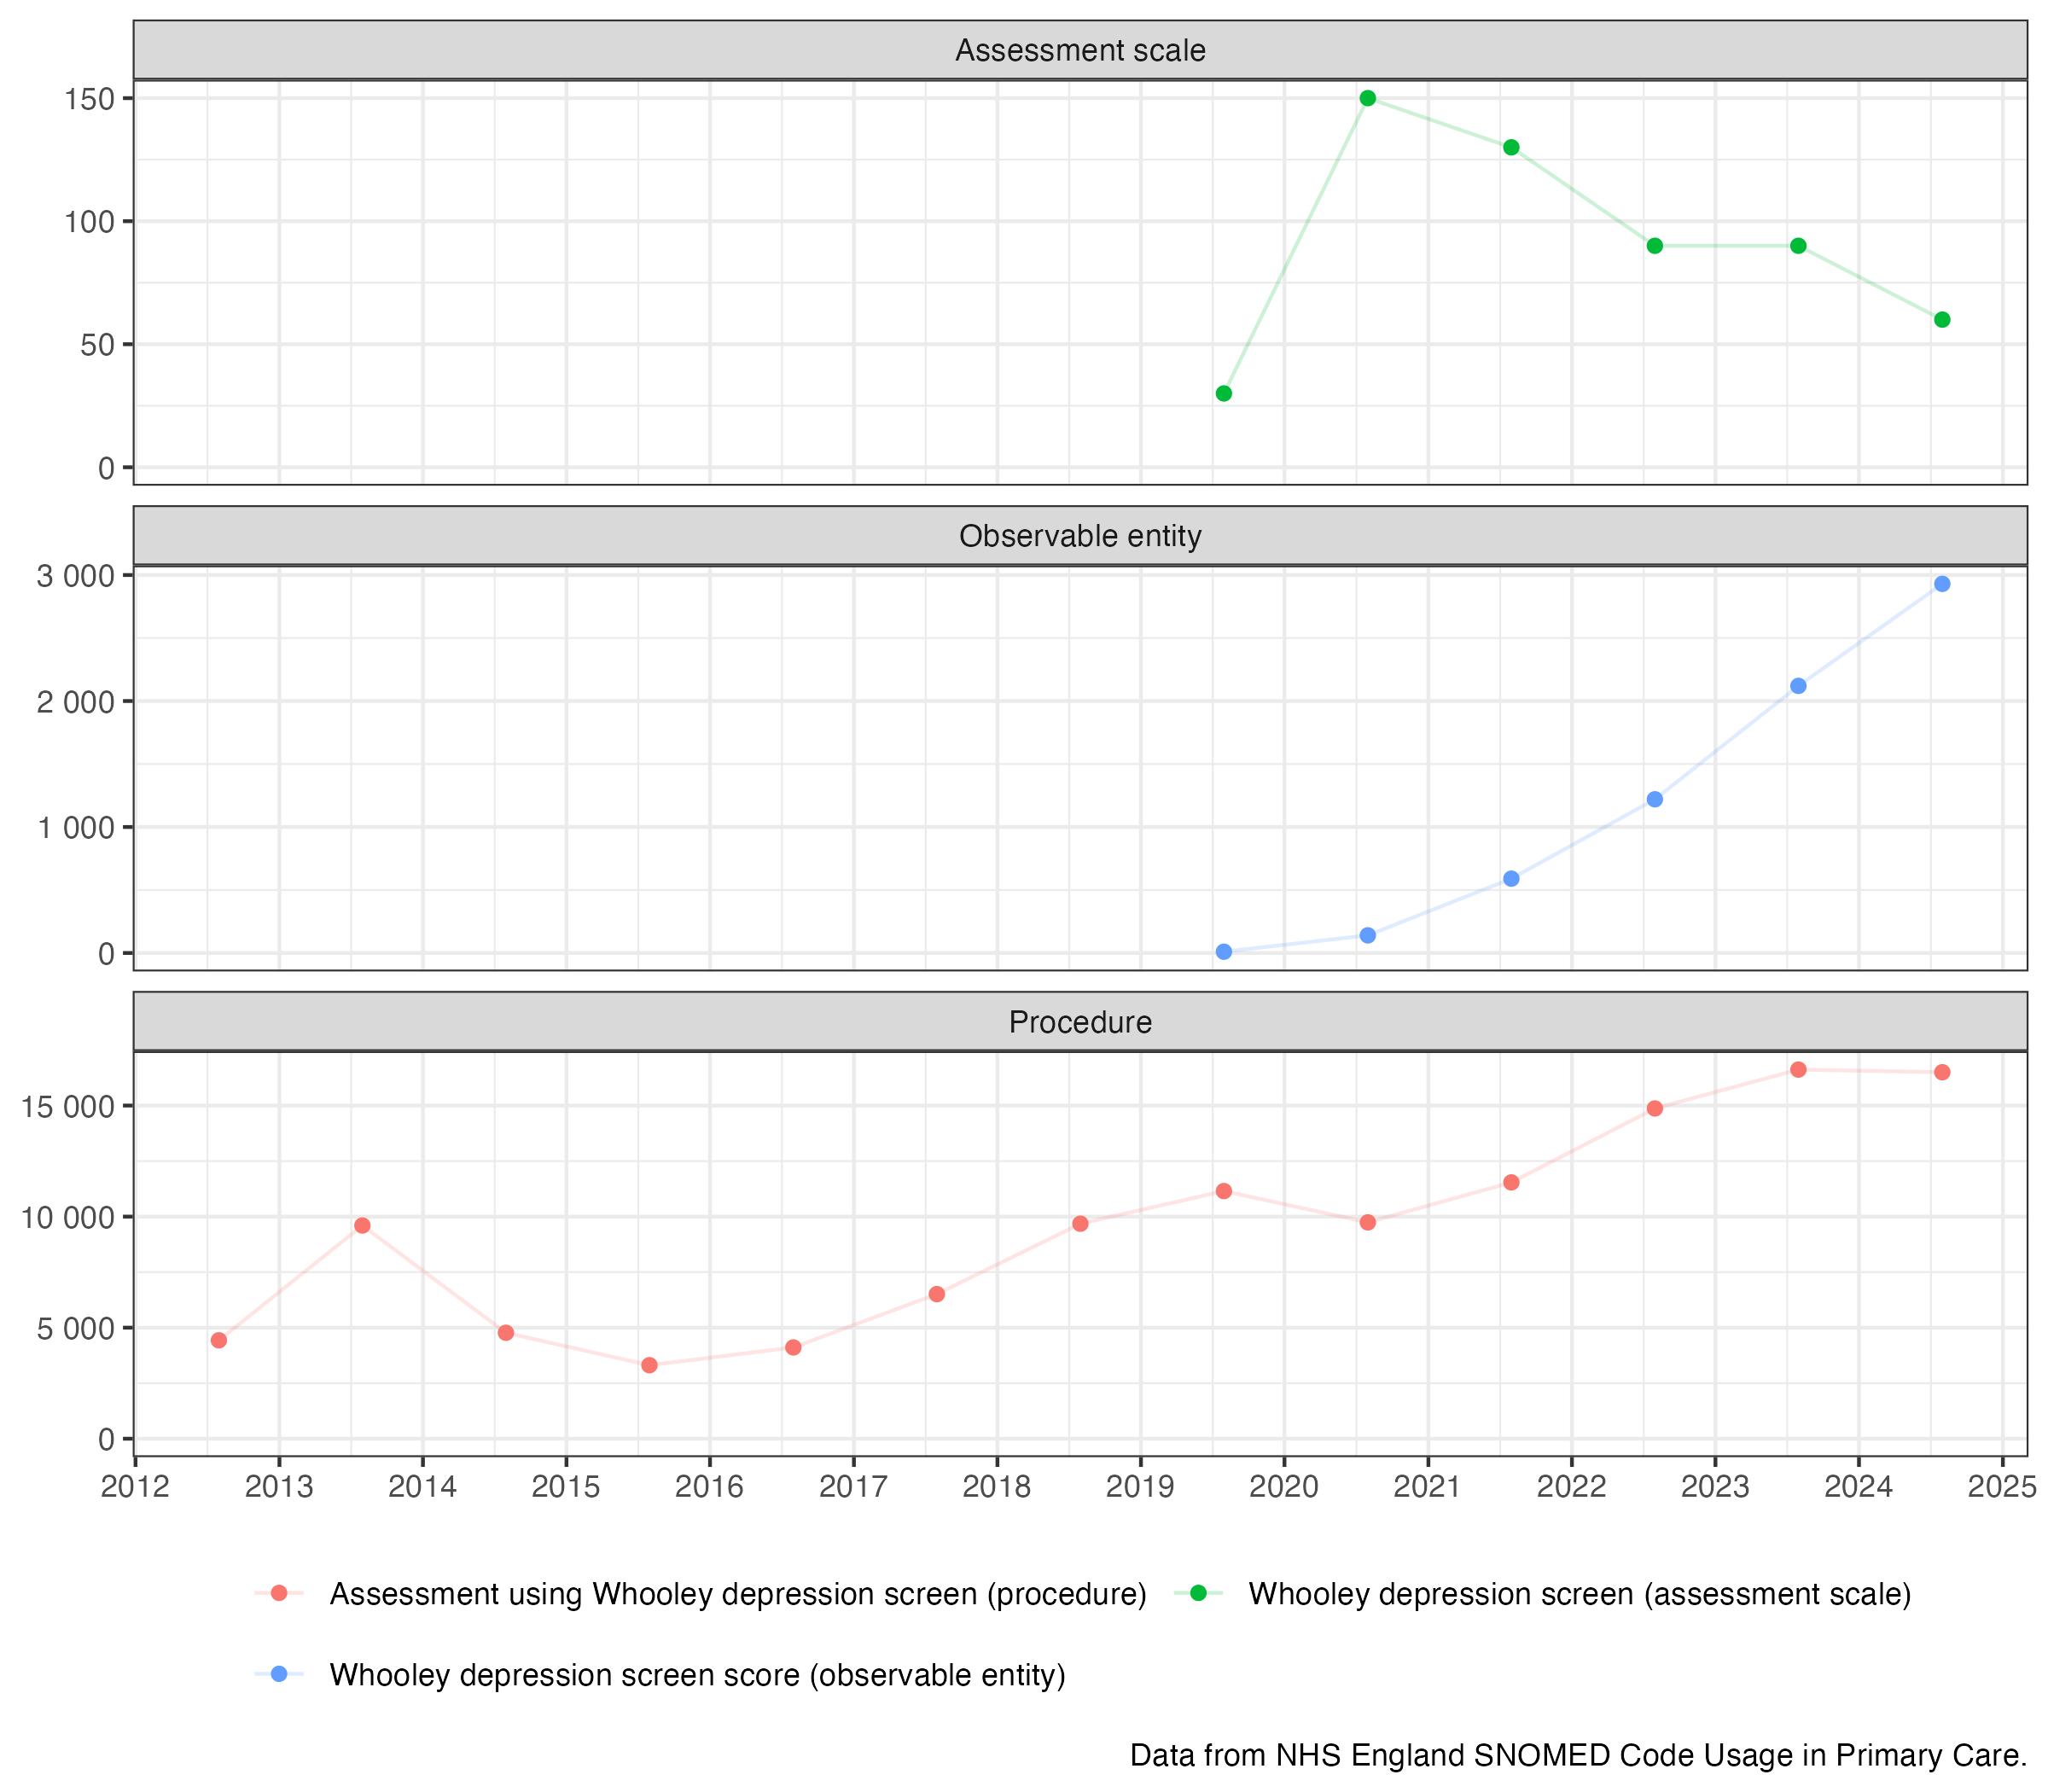 Assessment scale
150
100
50
0
Observable entity
3 000
2 000
1 000
0
Procedure
15 000
10 000
5 000
0
2012 2013 2014 2015 2016 2017 2018 2019 2020 2021 2022 2023 2024 2025
Assessment using Whooley depression screen (procedure) Whooley depression screen (assessment scale)
Whooley depression screen score (observable entity)
Data from NHS England SNOMED Code Usage in Primary Care.